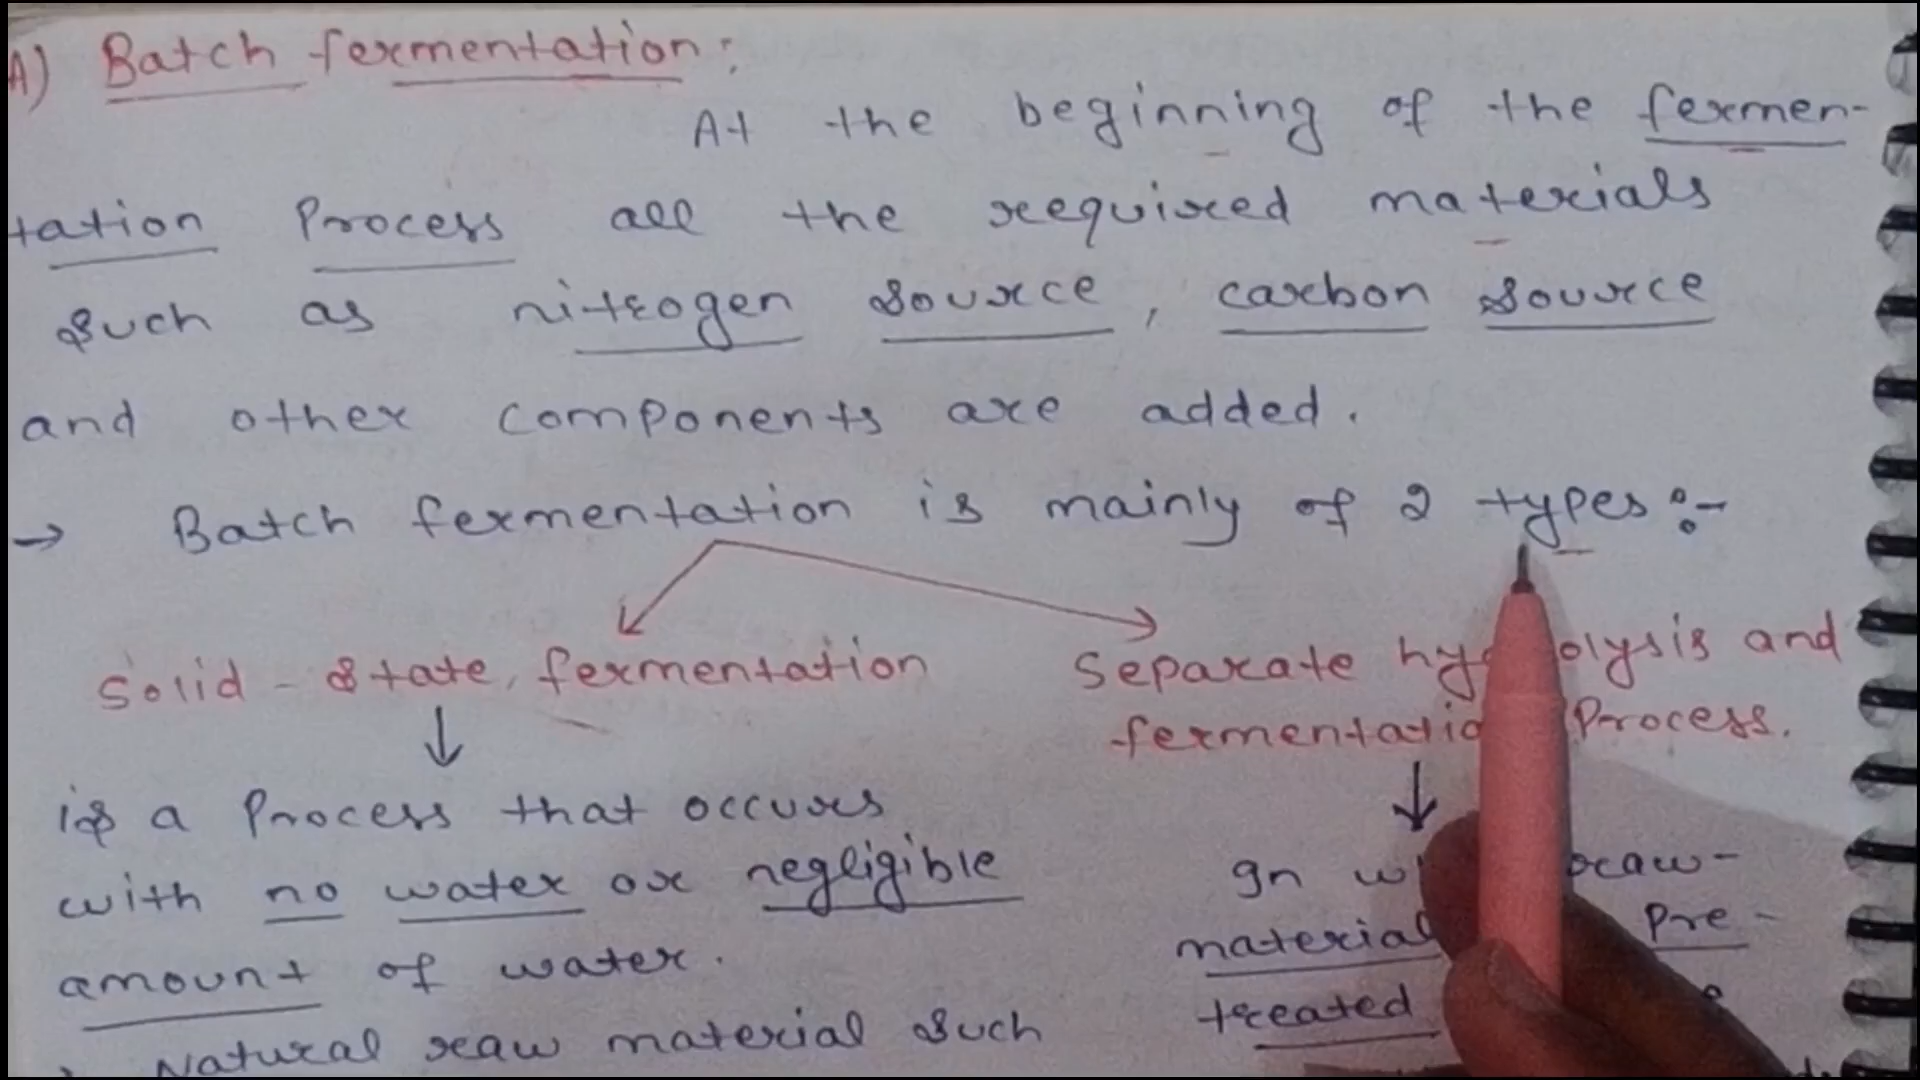 A) Batch fermentation:
At the beginning of the fermen-
tation Process all the required materials
such as nitrogen source, carbon source
and other components are added.
→ Batch fermentation is mainly of 2 types :-
Solid - state fermentation
is a Process that occurs
with no water or negligible
amount of water.
Natural raw material such
Separate and
Process.
In raw-
material Pre-
treated